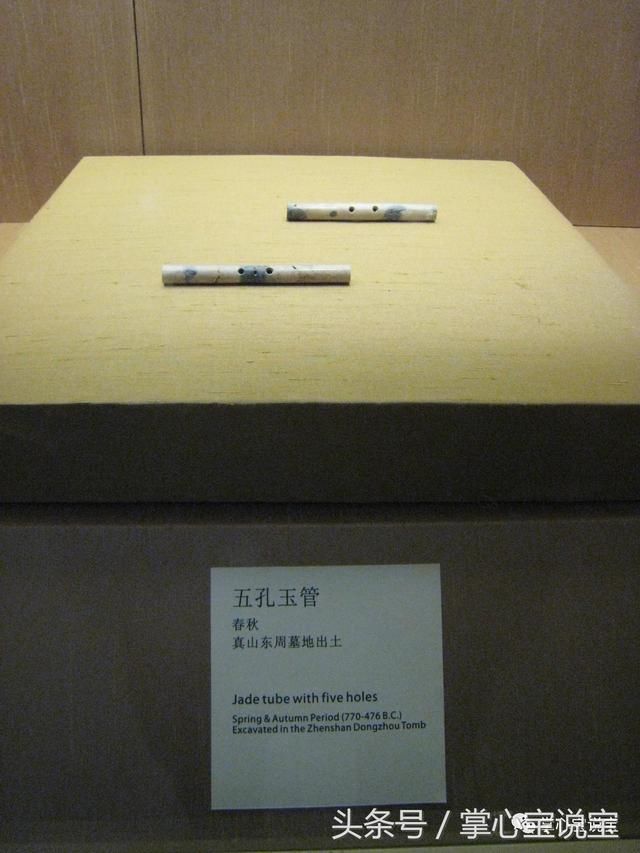 五孔玉管
春秋
真山东周墓地出土
Jade tube with five holes
Spring & Autumn Period (770-476 B.C.)
Excavated in the Zhenshan Dongzhou Tomb
头条号 / 掌心宝说宝